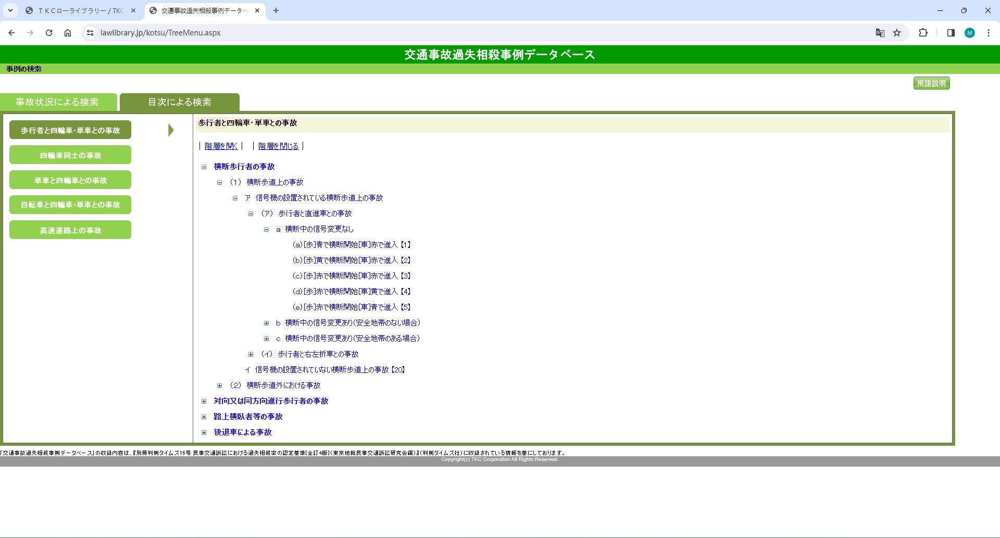 TKCローライブラリー / TKC
交通事故過失相殺事例データベ
lawlibrary.jp/kotsu/TreeMenu.aspx
M
交通事故過失相殺事例データベース
事例の検索
用語説明
事故状況による検索
目次による検索
歩行者と四輪車・単車との事故
四輪車同士の事故
単車と四輪車との事故
自転車と四輪車・単車との事故
高速道路上の事故
歩行者と四輪車・単車との事故
| 階層を開く | | 階層を閉じる |
横断歩行者の事故
(1) 横断歩道上の事故
ア 信号機の設置されている横断歩道上の事故
(ア) 歩行者と直進車との事故
a 横断中の信号変更なし
(a)[歩]青で横断開始[車]赤で進入【1】
(b)[歩]黄で横断開始[車]赤で進入【2】
(c)[歩]赤で横断開始[車]赤で進入【3】
(d)[歩]赤で横断開始[車]黄で進入【4】
(e)[歩]赤で横断開始[車]青で進入【5】
b 横断中の信号変更あり(安全地帯のない場合)
c 横断中の信号変更あり(安全地帯のある場合)
(イ) 歩行者と右左折車との事故
イ 信号機の設置されていない横断歩道上の事故【20】
(2) 横断歩道外における事故
対向又は同方向進行歩行者の事故
路上横臥者等の事故
後退車による事故
「交通事故過失相殺事例データベース」の収録内容は、『別冊判例タイムズ16号 民事交通訴訟における過失相殺率の認定基準[全訂4版](東京地裁民事交通訴訟研究会編)』(判例タイムズ社)に収録されている情報を基にしております。
Copyright(c) TKC Corporation All Rights Reserved.